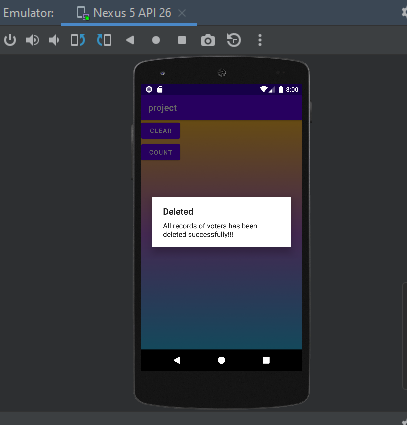 Emulator: Nexus 5 API 26
8:00
project
CLEAR
COUNT
Deleted
All records of voters has been
deleted successfully!!!